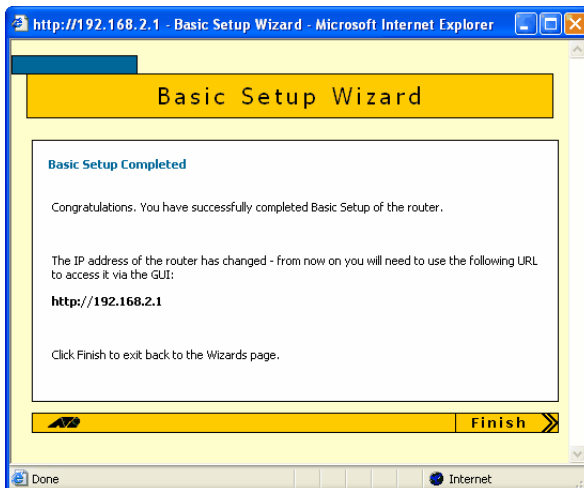 http://192.168.2.1 - Basic Setup Wizard - Microsoft Internet Explorer
Basic Setup Wizard
Basic Setup Completed
Congratulations. You have successfully completed Basic Setup of the router.
The IP address of the router has changed - from now on you will need to use the following URL
to access it via the GUI:
http://192.168.2.1
Click Finish to exit back to the Wizards page.
Finish
Done
Internet